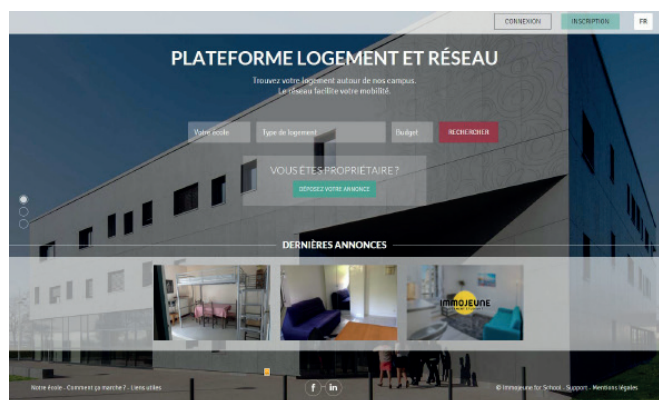 CONNEXION INSCRIPTION FR
PLATEFORME LOGEMENT ET RÉSEAU
Trouvez votre logement autour de nos campus.
Le réseau facilite votre mobilité.
Votre école Type de logement Budget RECHERCHER
VOUS ÊTES PROPRIÉTAIRE ?
DÉPOSEZ VOTRE ANNONCE
DERNIÈRES ANNONCES
IMMOJEUNE
Notre école - Comment ça marche ? - Liens utiles
f in
© Immojeune for School - Support - Mentions légales